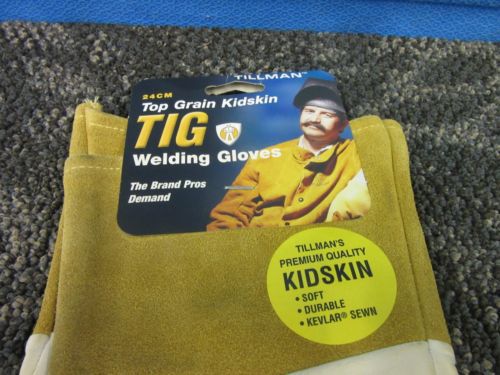 TILLMAN™
24CM
Top Grain Kidskin
TIG
Welding Gloves
The Brand Pros
Demand
TILLMAN'S
PREMIUM QUALITY
KIDSKIN
• SOFT
• DURABLE
• KEVLAR® SEWN